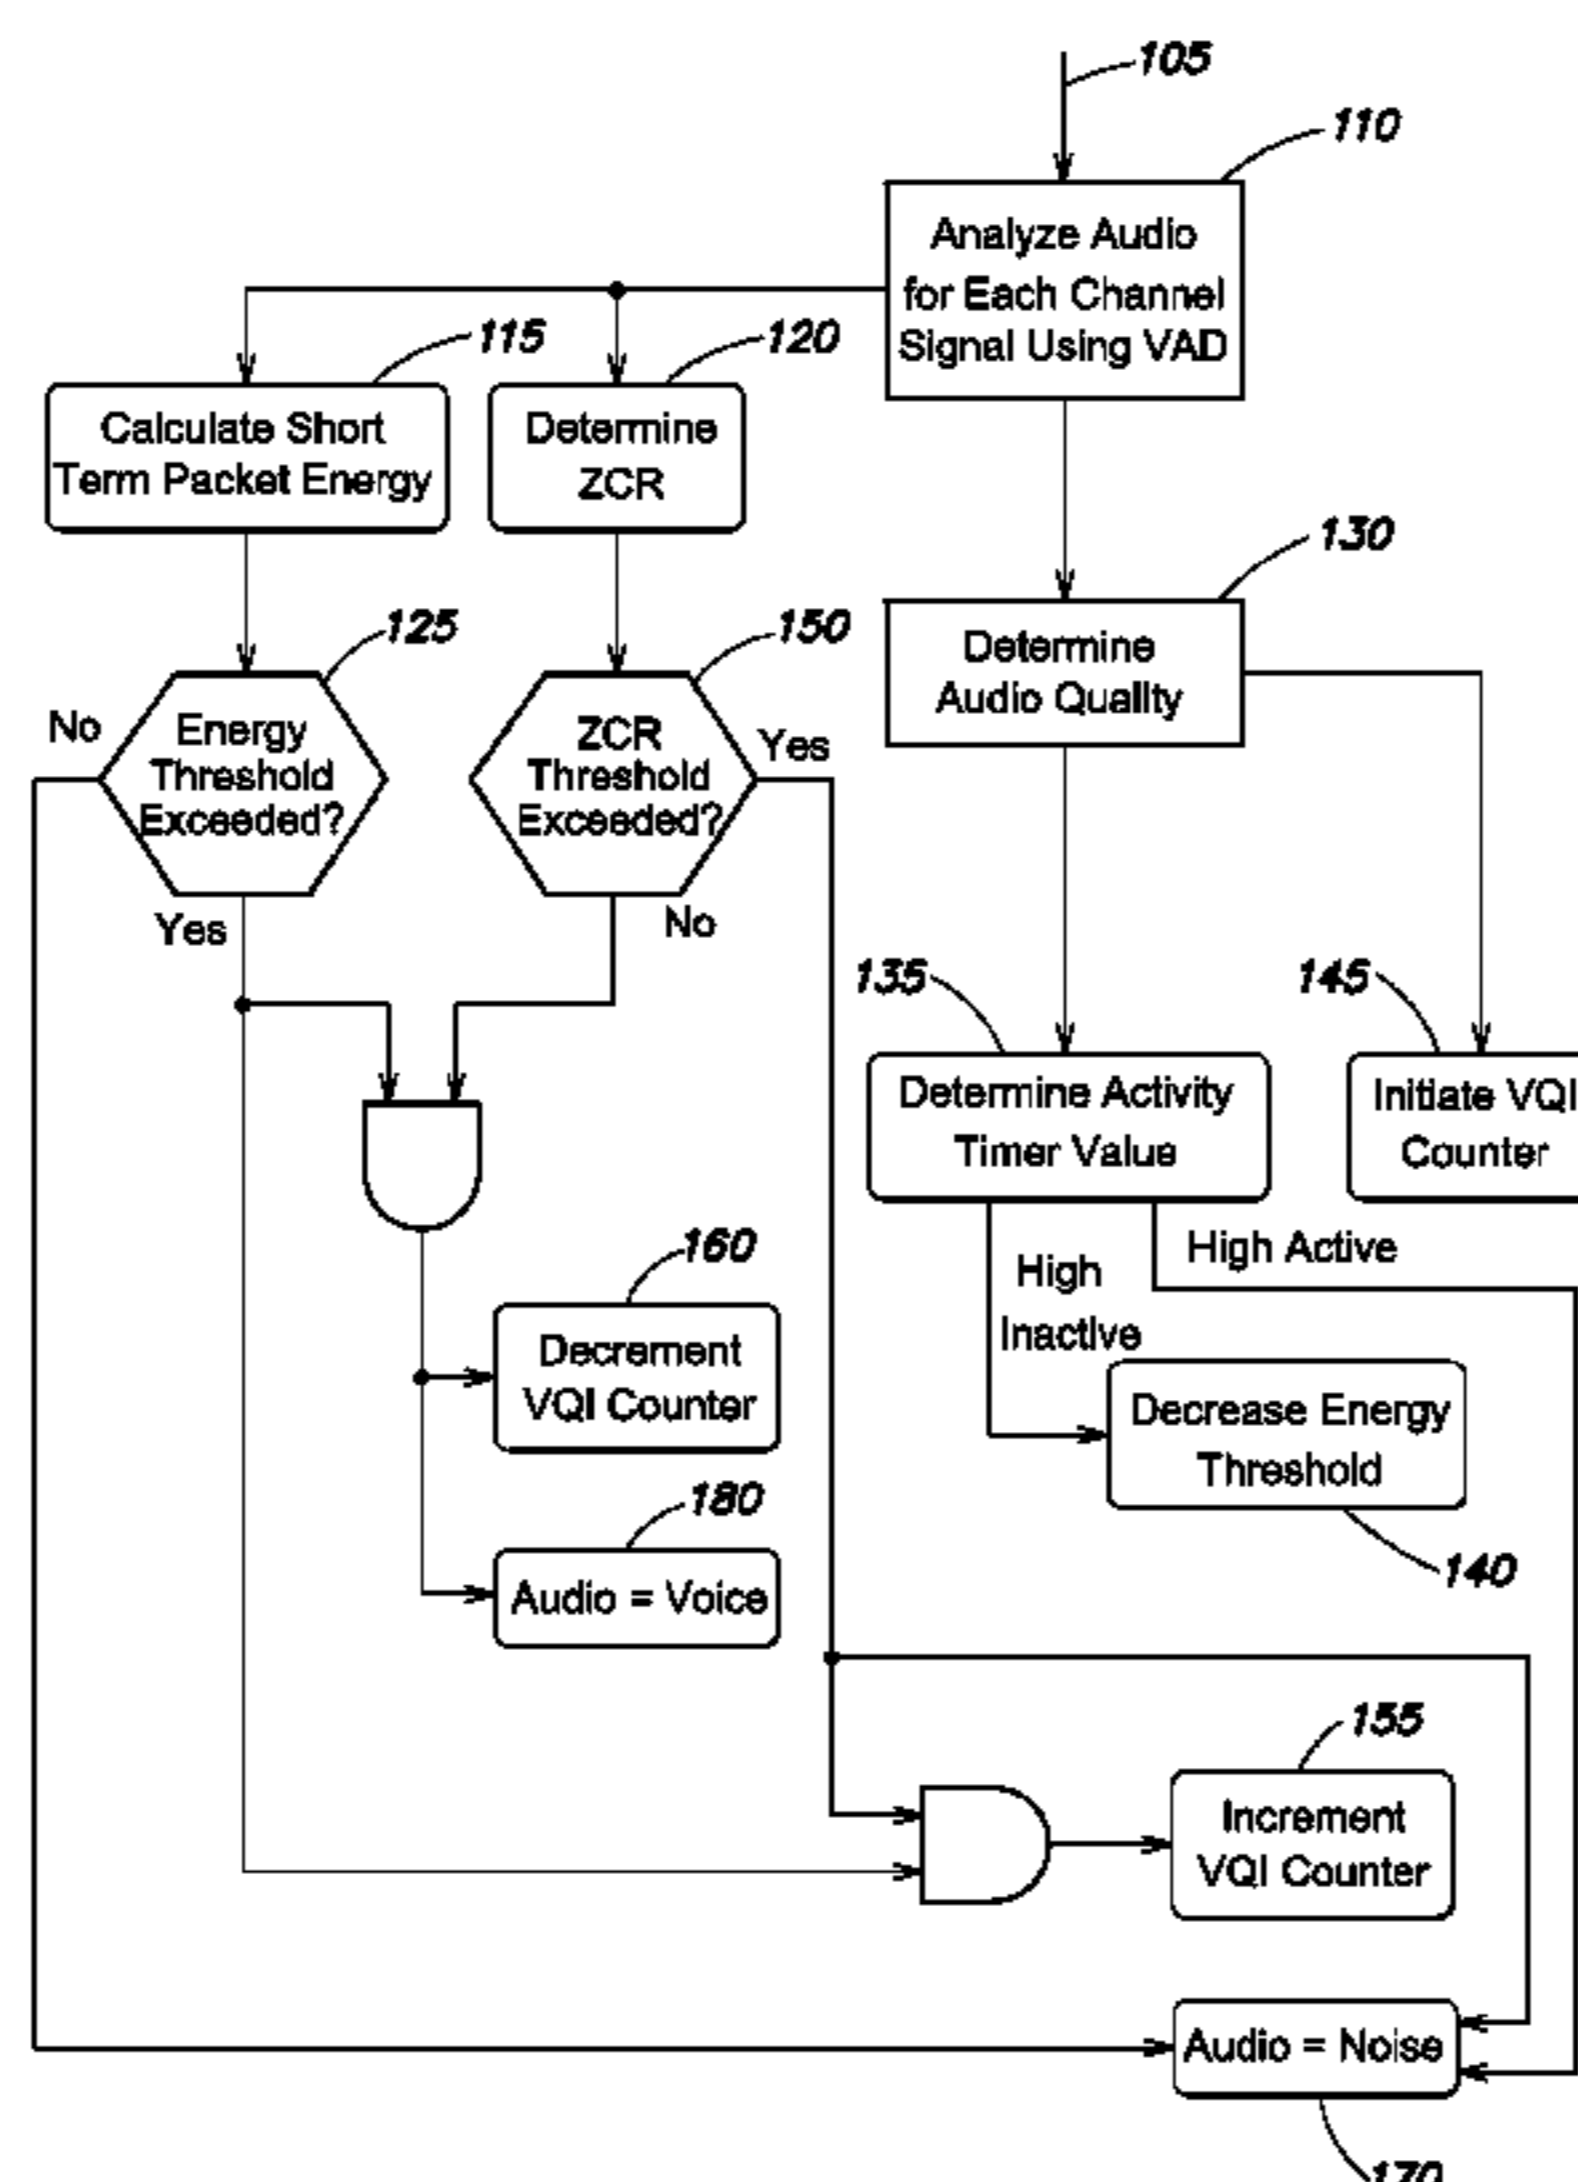 105
110
Analyze Audio
for Each Channel
Signal Using VAD
115
120
Calculate Short
Term Packet Energy
Determine
ZCR
130
125
150
Determine
Audio Quality
No
Energy
Threshold
Exceeded?
Yes
ZCR
Threshold
Exceeded?
Yes
No
135
145
Determine Activity
Timer Value
Initiate VQI
Counter
High Active
High
Inactive
160
Decrement
VQI Counter
Decrease Energy
Threshold
140
180
Audio = Voice
155
Increment
VQI Counter
Audio = Noise
170